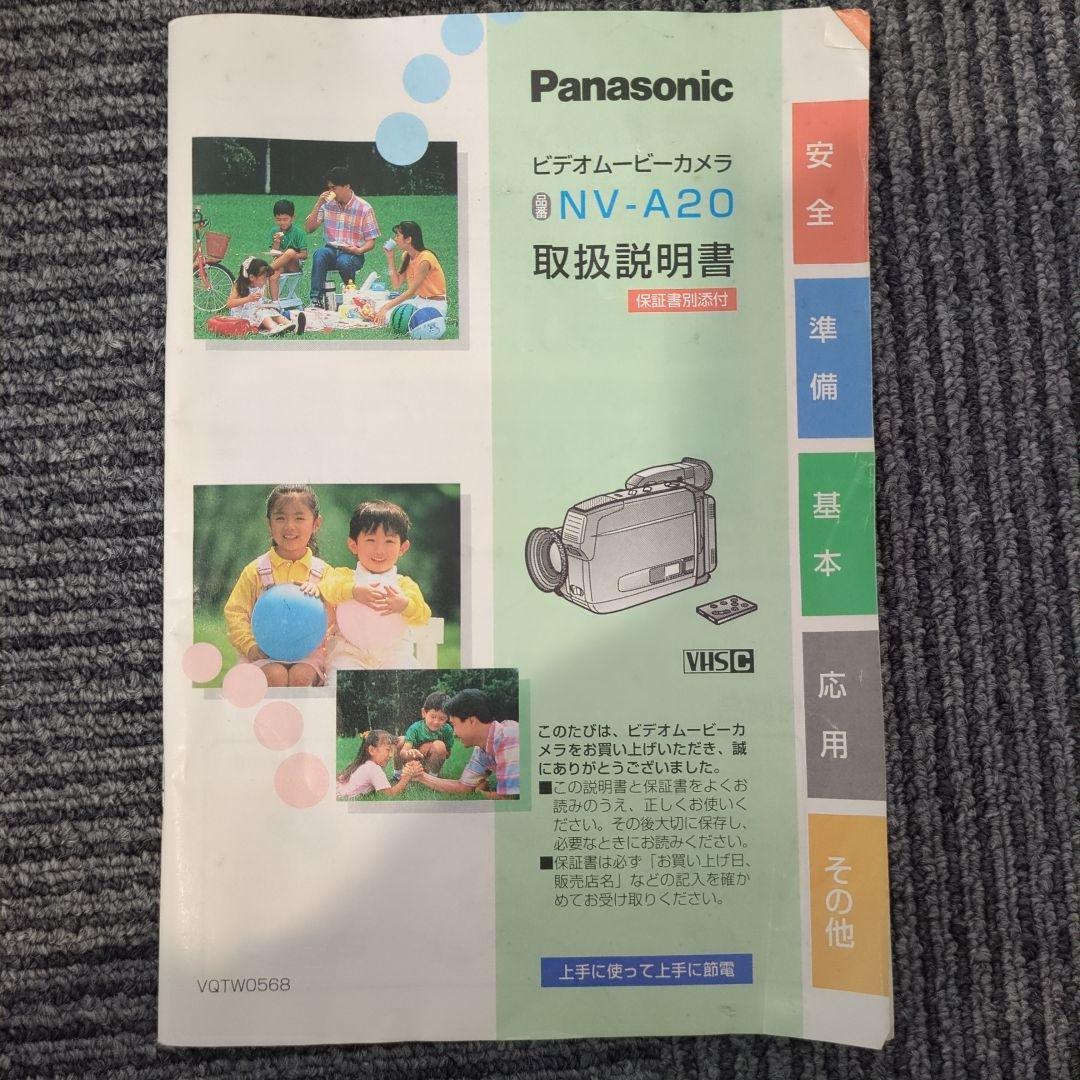 Panasonic
ビデオムービーカメラ
品番 NV-A20
取扱説明書
保証書別添付
VHS C
このたびは、ビデオムービーカ
メラをお買い上げいただき、誠
にありがとうございました。
■この説明書と保証書をよくお
読みのうえ、正しくお使いく
ださい。その後大切に保存し、
必要なときにお読みください。
■保証書は必ず「お買い上げ日、
販売店名」などの記入を確か
めてお受け取りください。
上手に使って上手に節電
VQTW0568
安全
準備
基本
応用
その他